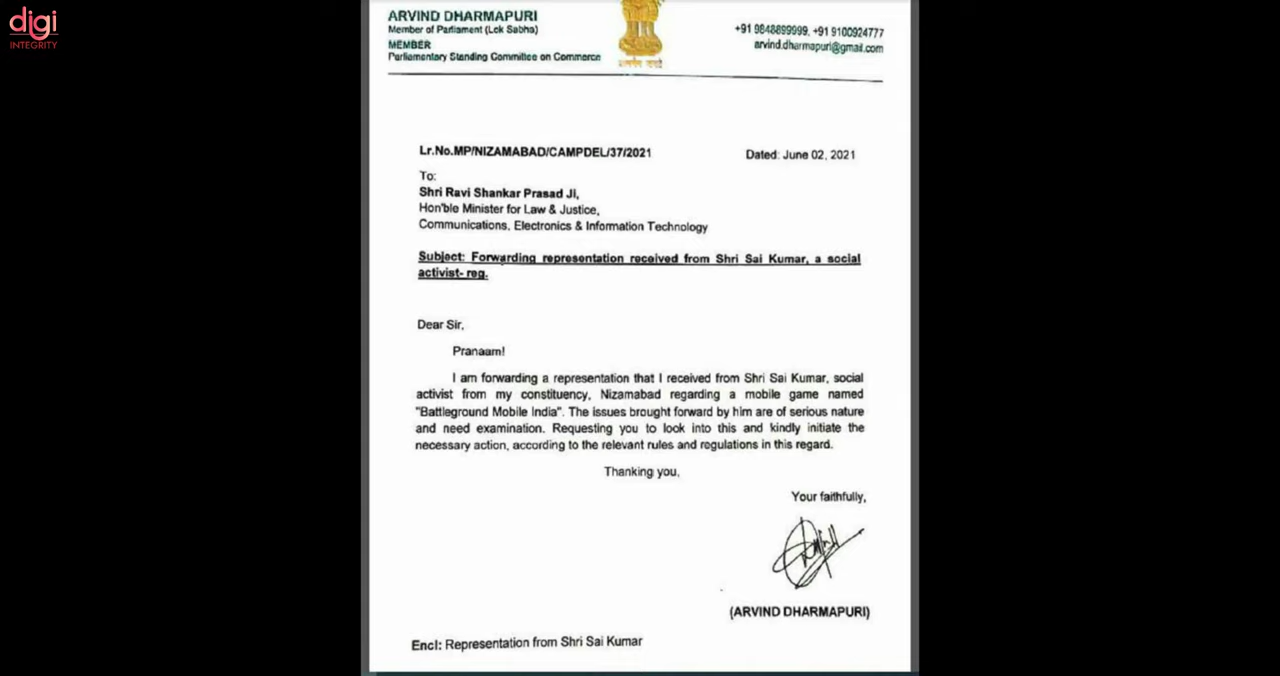 digi
INTEGRITY
ARVIND DHARMAPURI
Member of Parliament (Lok Sabha)
MEMBER
Parliamentary Standing Committee on Commerce
सत्यमेव जयते
+91 9848899999, +91 9100924777
arvind.dharmapuri@gmail.com
Lr.No.MP/NIZAMABAD/CAMPDEL/37/2021
Dated: June 02, 2021
To:
Shri Ravi Shankar Prasad Ji,
Hon'ble Minister for Law & Justice,
Communications, Electronics & Information Technology
Subject: Forwarding representation received from Shri Sai Kumar, a social
activist- reg.
Dear Sir,
Pranaam!
I am forwarding a representation that I received from Shri Sai Kumar, social
activist from my constituency, Nizamabad regarding a mobile game named
"Battleground Mobile India". The issues brought forward by him are of serious nature
and need examination. Requesting you to look into this and kindly initiate the
necessary action, according to the relevant rules and regulations in this regard.
Thanking you,
Your faithfully,
(ARVIND DHARMAPURI)
Encl: Representation from Shri Sai Kumar